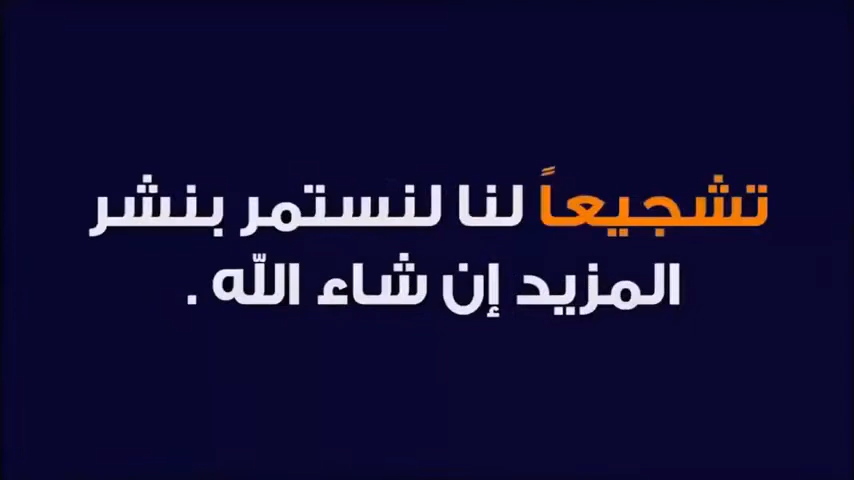 تشجيعاً لنا لنستمر بنشر
المزيد إن شاء الله .